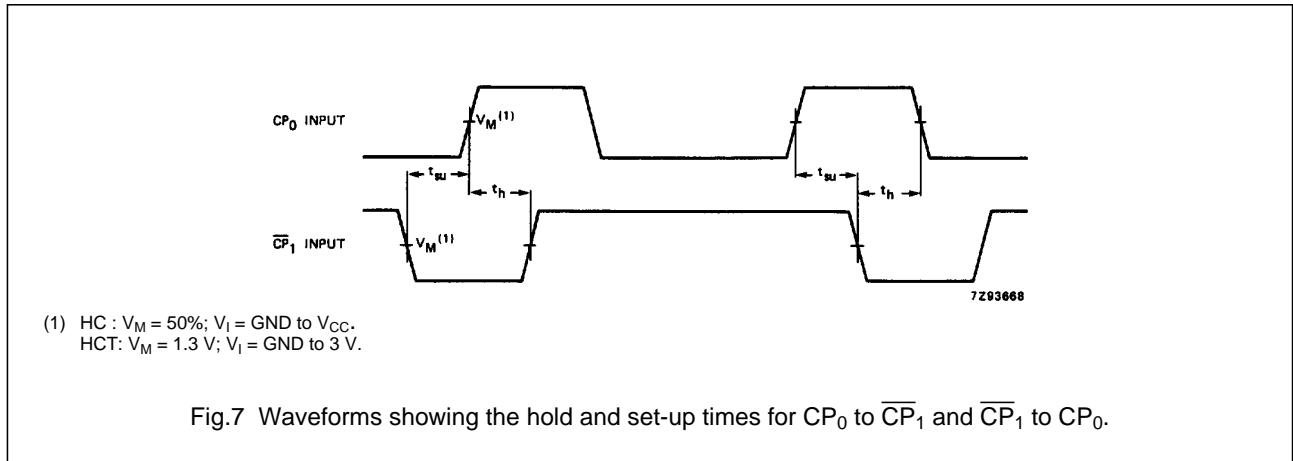 CP0 INPUT
VM(1)
tsu
th
tsu
th
CP1 INPUT
VM(1)
7Z93668
(1) HC : VM = 50%; VI = GND to VCC.
HCT: VM = 1.3 V; VI = GND to 3 V.
Fig.7 Waveforms showing the hold and set-up times for CP0 to CP1 and CP1 to CP0.